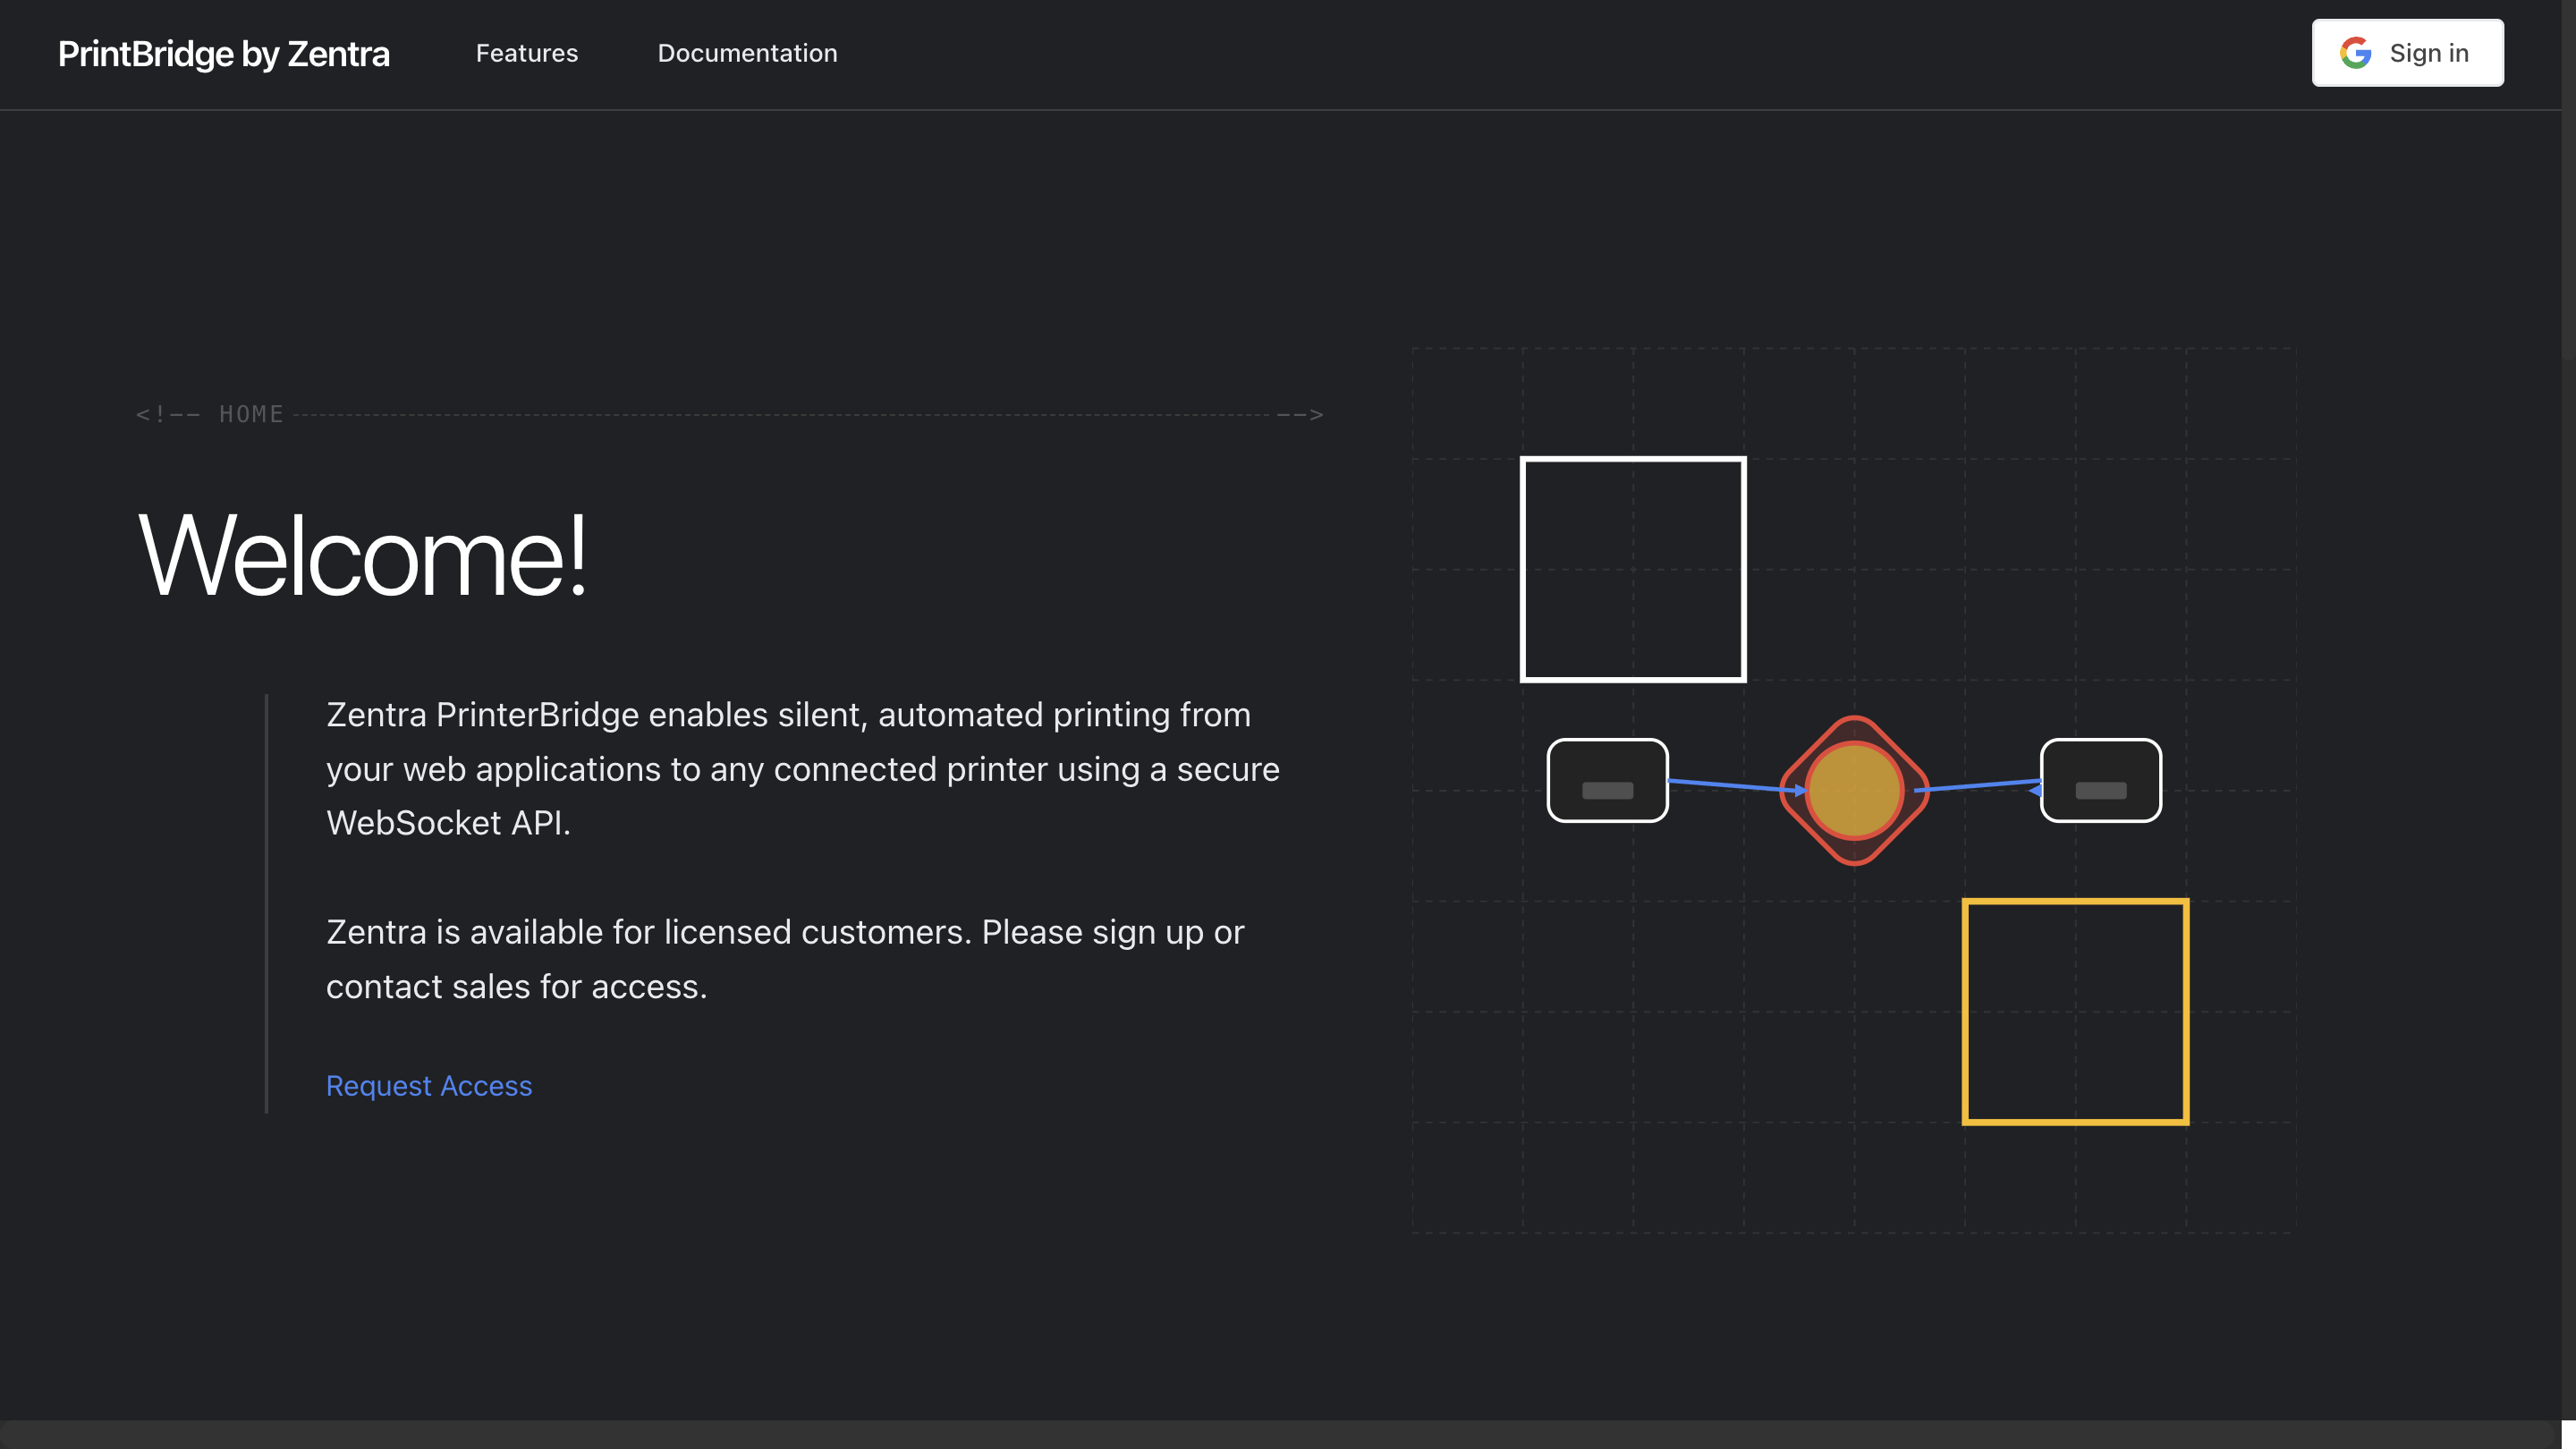 PrintBridge by Zentra
Features
Documentation
Sign in
<!-- HOME -->
Welcome!
Zentra PrinterBridge enables silent, automated printing from
your web applications to any connected printer using a secure
WebSocket API.
Zentra is available for licensed customers. Please sign up or
contact sales for access.
Request Access